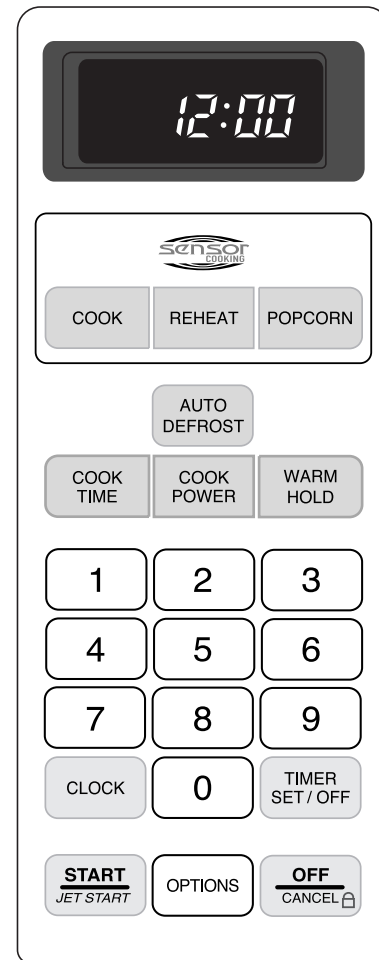 12:00
sensor
COOKING
COOK REHEAT POPCORN
AUTO
DEFROST
COOK
TIME
COOK
POWER
WARM
HOLD
1 2 3
4 5 6
7 8 9
CLOCK 0 TIMER
SET / OFF
START
JET START
OPTIONS
OFF
CANCEL